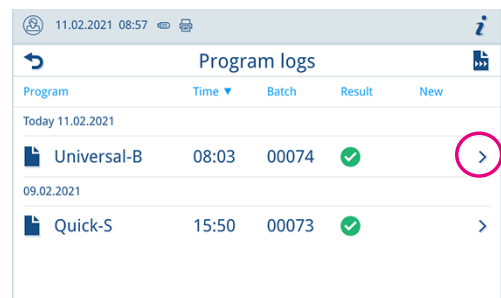 11.02.2021 08:57
i
Program logs
Program Time ▼ Batch Result New
Today 11.02.2021
Universal-B 08:03 00074
09.02.2021
Quick-S 15:50 00073